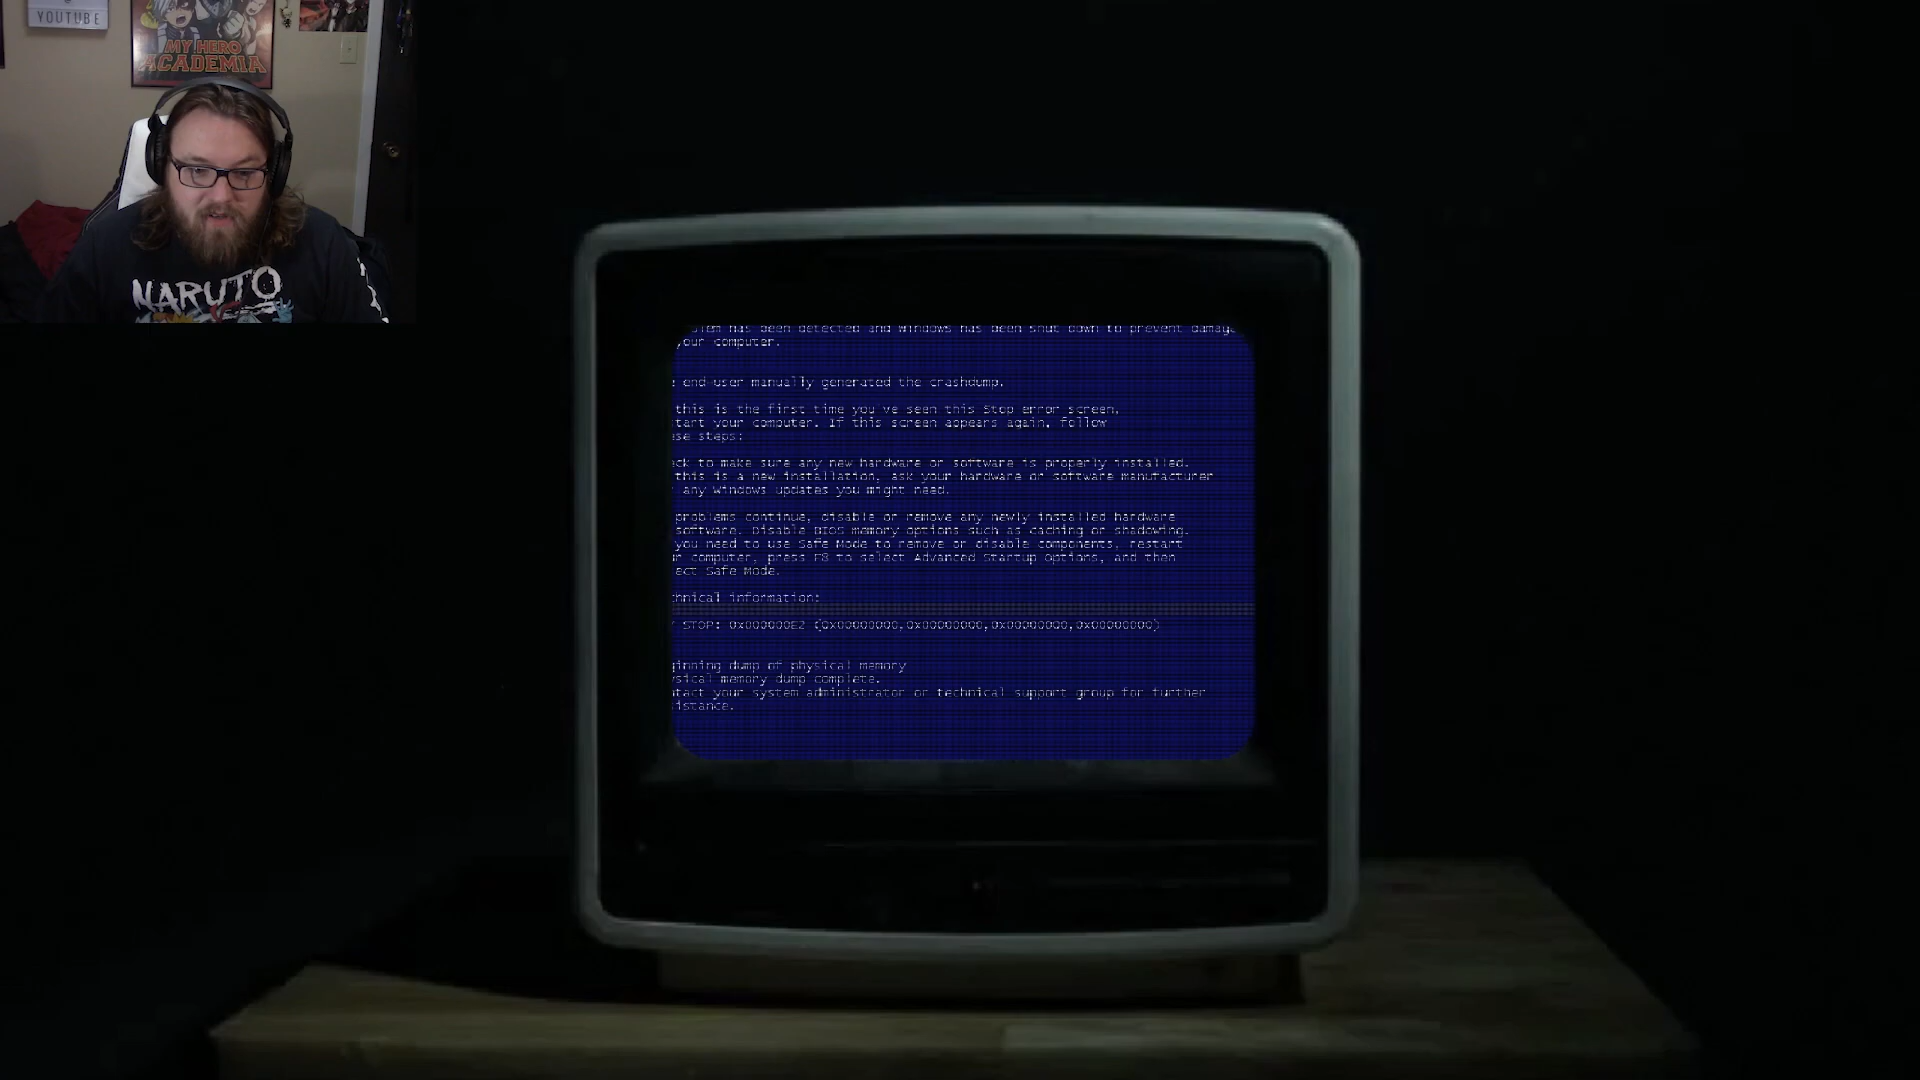 YOUTUBE
MY HERO
ACADEMIA
NARUTO
has been detected and Windows has been shut down to prevent damage
your computer.
end-user manually generated the crashdump.
this is the first time you've seen this Stop error screen,
tart your computer. If this screen appears again, follow
ese steps:
ck to make sure any new hardware or software is properly installed.
this is a new installation, ask your hardware or software manufacturer
any Windows updates you might need.
problems continue, disable or remove any newly installed hardware
software. Disable BIOS memory options such as caching or shadowing.
you need to use Safe Mode to remove or disable components, restart
r computer, press F8 to select Advanced Startup Options, and then
ect Safe Mode.
chnical information:
STOP: 0x000000E2 (0x00000000,0x00000000,0x00000000,0x00000000)
ginning dump of physical memory
ysical memory dump complete.
ntact your system administrator or technical support group for further
istance.